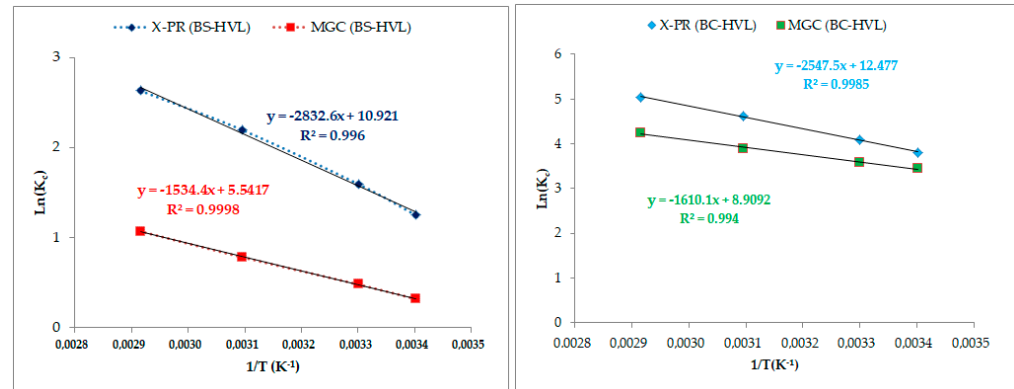 X-PR (BS-HVL) MGC (BS-HVL)
3
2
1
0
Ln(Kc)
y = -2832.6x + 10.921
R² = 0.996
y = -1534.4x + 5.5417
R² = 0.9998
0,0028 0,0029 0,0030 0,0031 0,0032 0,0033 0,0034 0,0035
1/T (K⁻¹)
X-PR (BC-HVL) MGC (BC-HVL)
6
5
4
3
2
1
0
Ln(Kc)
y = -2547.5x + 12.477
R² = 0.9985
y = -1610.1x + 8.9092
R² = 0.994
0,0028 0,0029 0,0030 0,0031 0,0032 0,0033 0,0034 0,0035
1/T(K⁻¹)